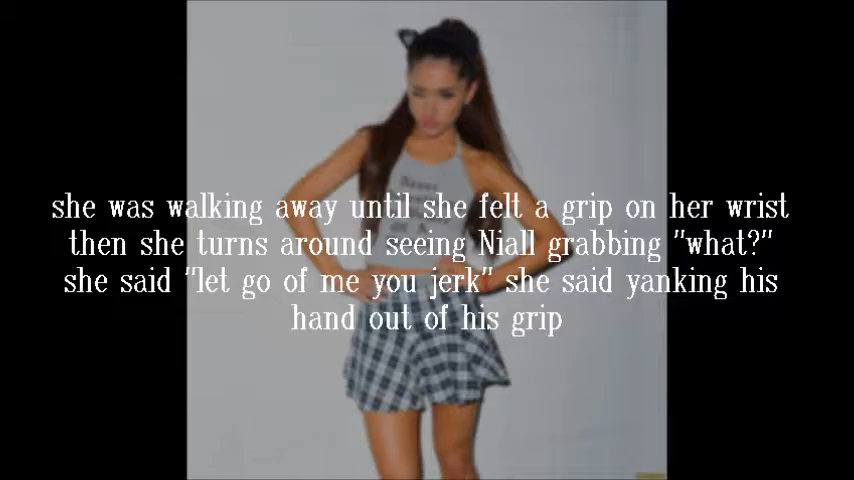 she was walking away until she felt a grip on her wrist
then she turns around seeing Niall grabbing "what?"
she said "let go of me you jerk" she said yanking his
hand out of his grip